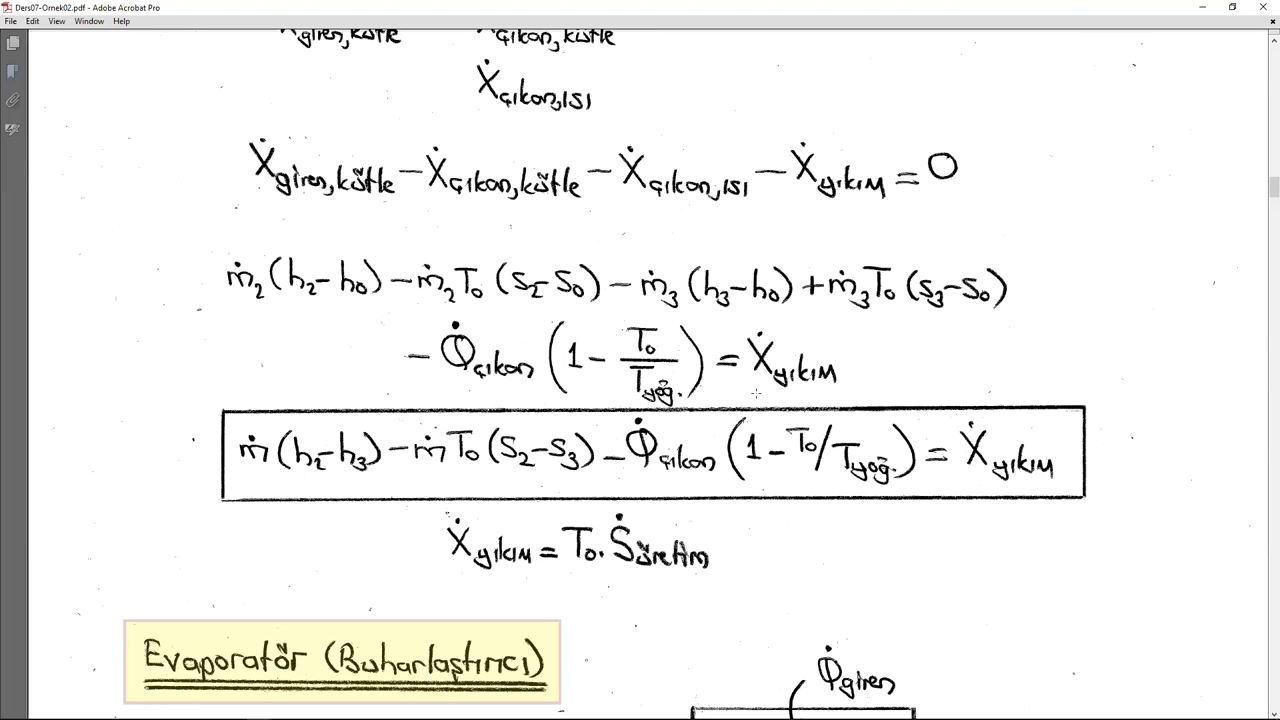 Ders07-Ornek02.pdf - Adobe Acrobat Pro
File Edit View Window Help
Ẋgiren,kütle Ẋçıkan,kütle
Ẋçıkan,ısı
Ẋgiren,kütle − Ẋçıkan,kütle − Ẋçıkan,ısı − Ẋyıkım = 0
ṁ₂(h₂−h₀) − ṁ₂T₀(s₂−s₀) − ṁ₃(h₃−h₀) + ṁ₃T₀(s₃−s₀)
− Q̇çıkan (1 − T₀/Tyoğ.) = Ẋyıkım
ṁ(h₂−h₃) − ṁT₀(s₂−s₃) − Q̇çıkan (1 − T₀/Tyoğ.) = Ẋyıkım
Ẋyıkım = T₀.Ṡüretim
Evaporatör (Buharlaştırıcı)
Q̇giren